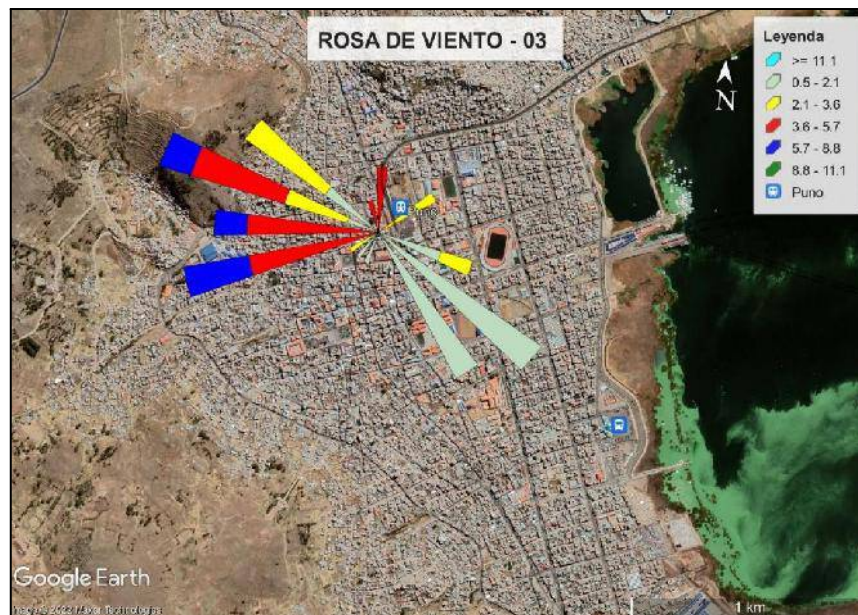 ROSA DE VIENTO - 03
Leyenda
>= 11.1
0.5 - 2.1
2.1 - 3.6
3.6 - 5.7
5.7 - 8.8
8.8 - 11.1
Puno
N
Google Earth
1 km